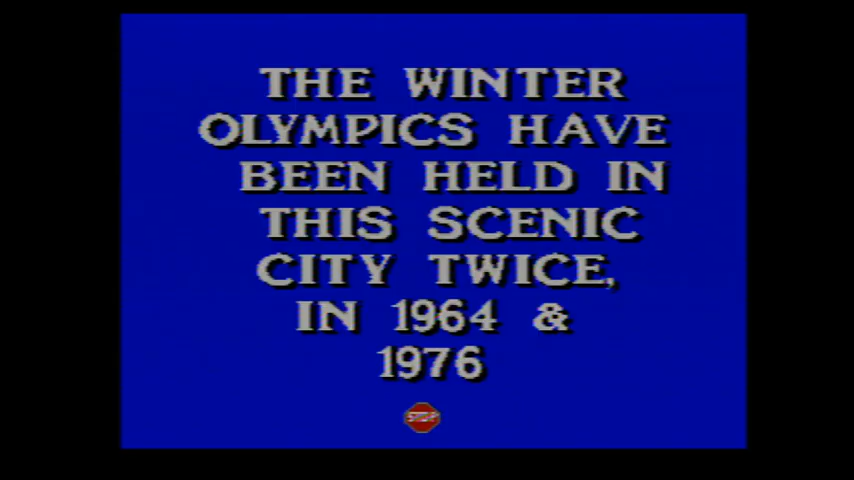 THE WINTER
OLYMPICS HAVE
BEEN HELD IN
THIS SCENIC
CITY TWICE,
IN 1964 &
1976
STOP